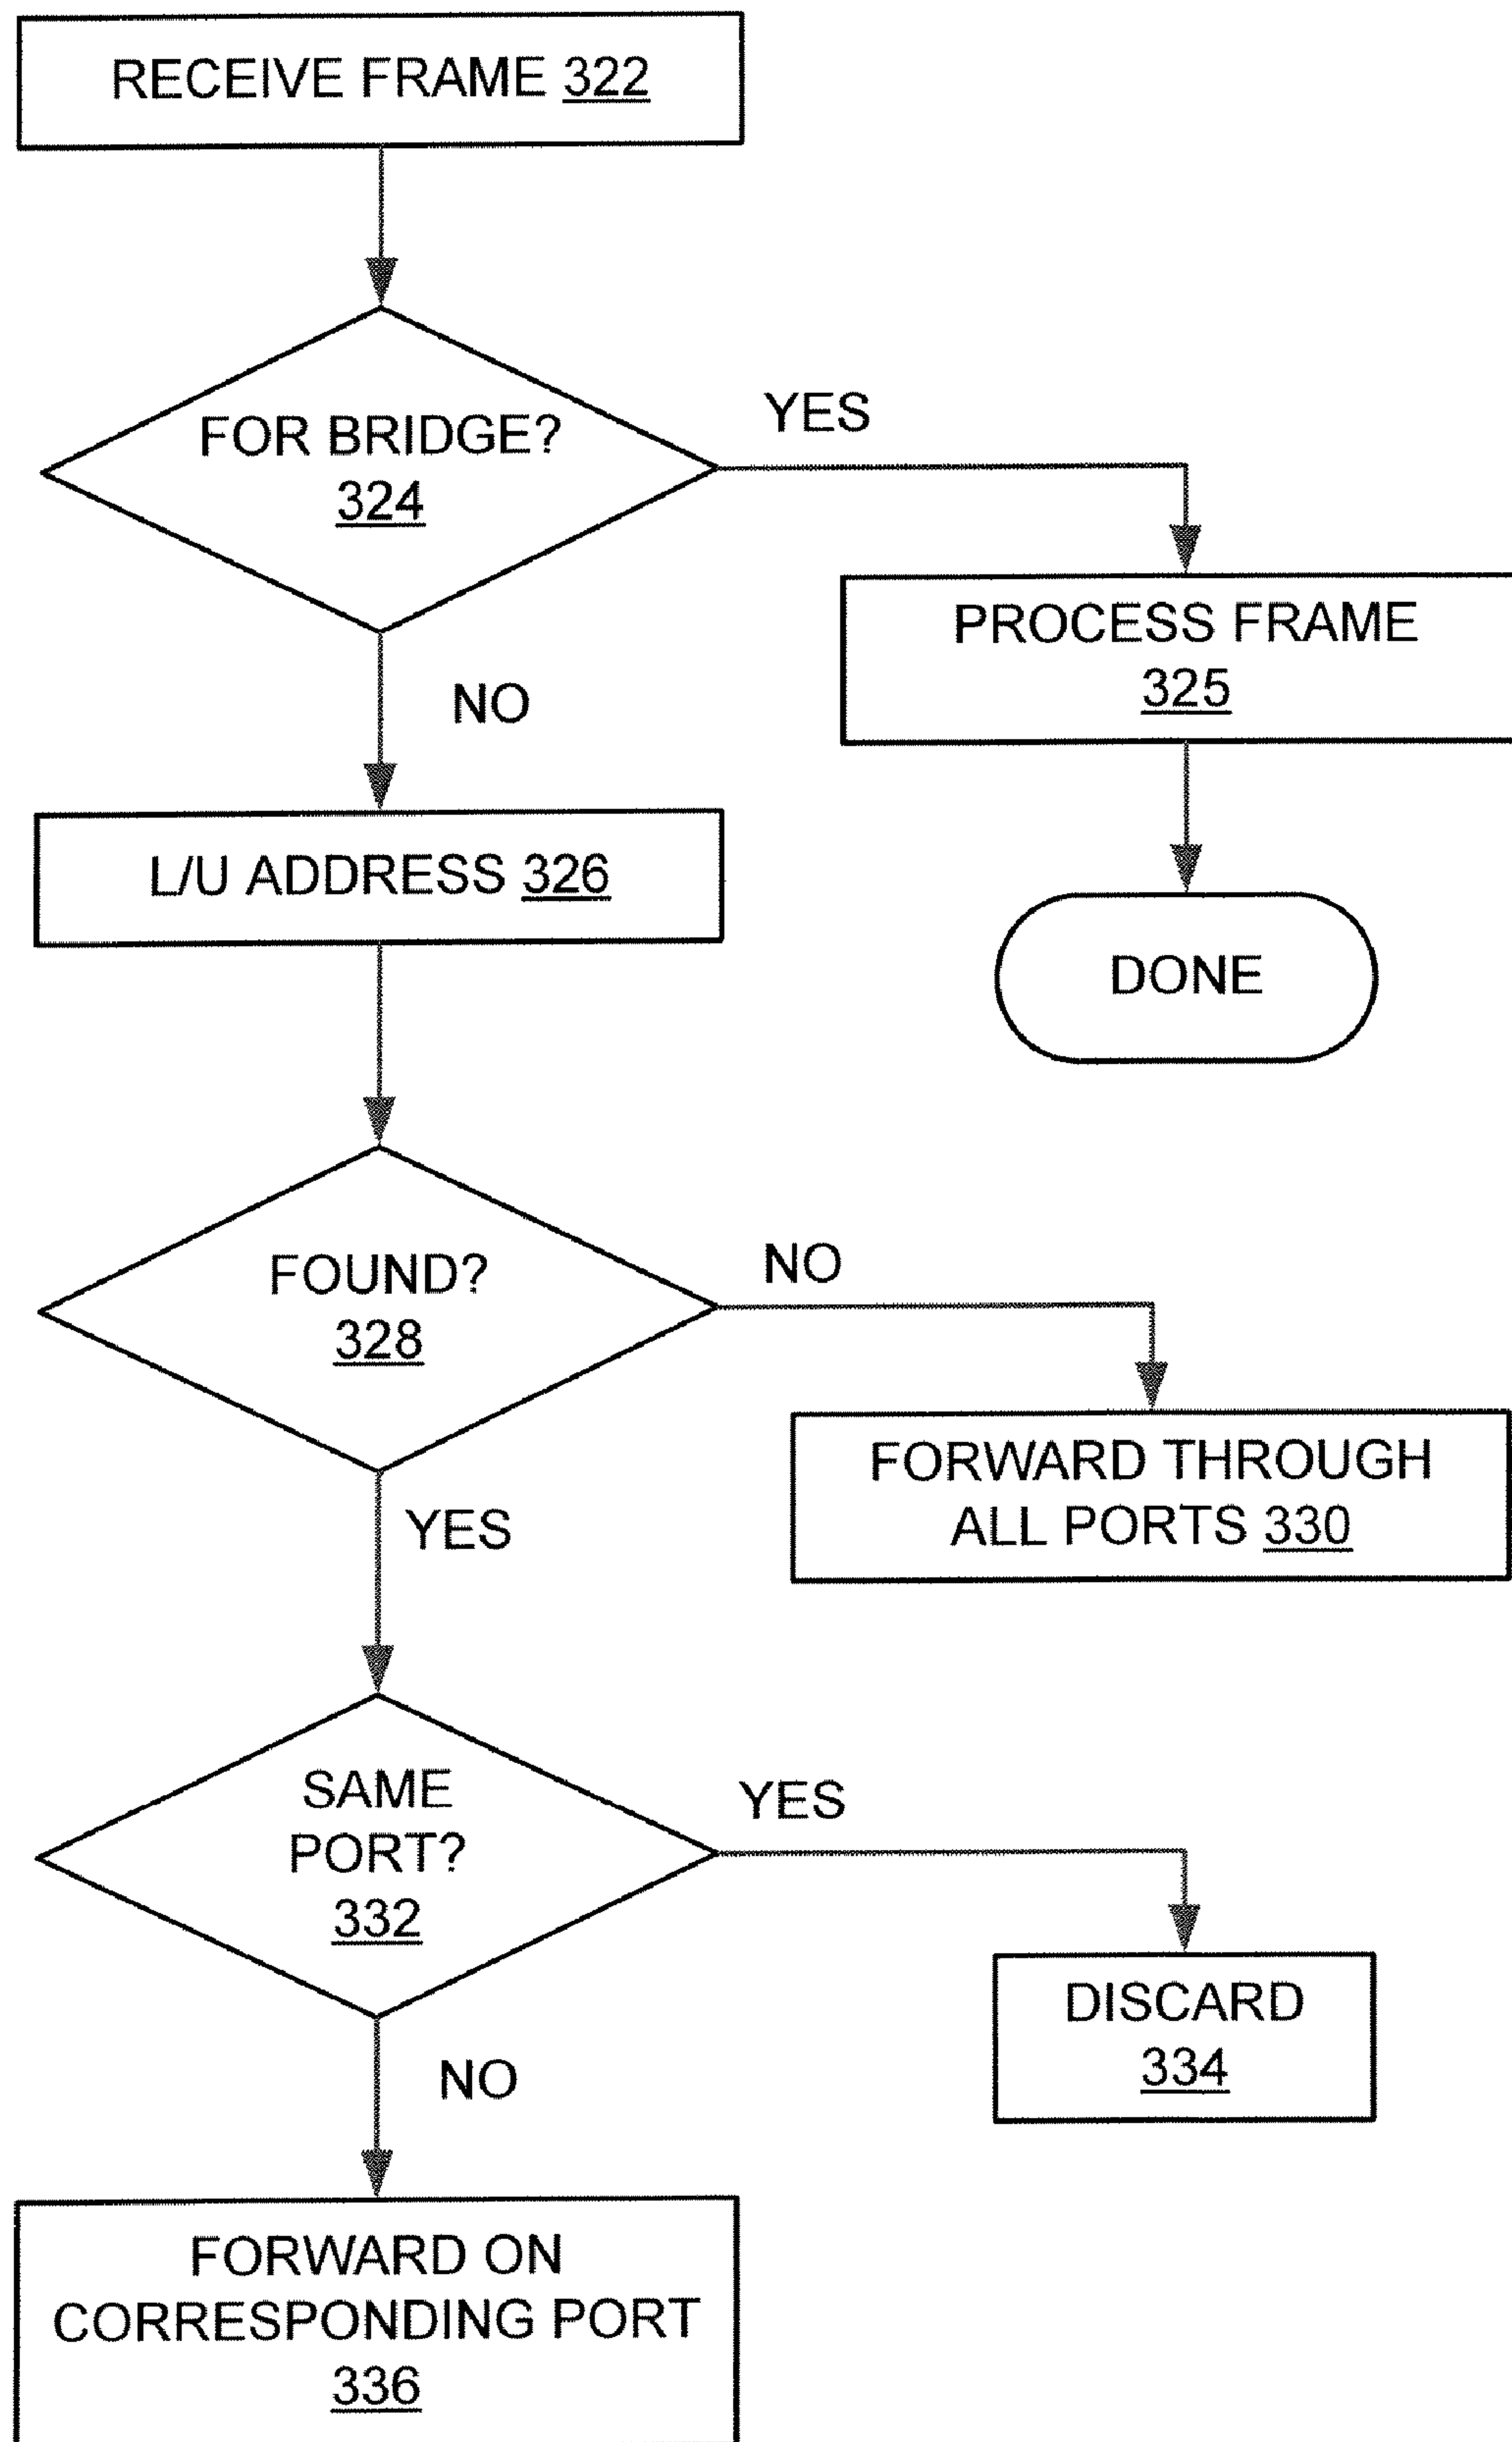 RECEIVE FRAME 322
FOR BRIDGE?
324
YES
NO
PROCESS FRAME
325
L/U ADDRESS 326
DONE
FOUND?
328
NO
YES
FORWARD THROUGH
ALL PORTS 330
SAME
PORT?
332
YES
NO
DISCARD
334
FORWARD ON
CORRESPONDING PORT
336